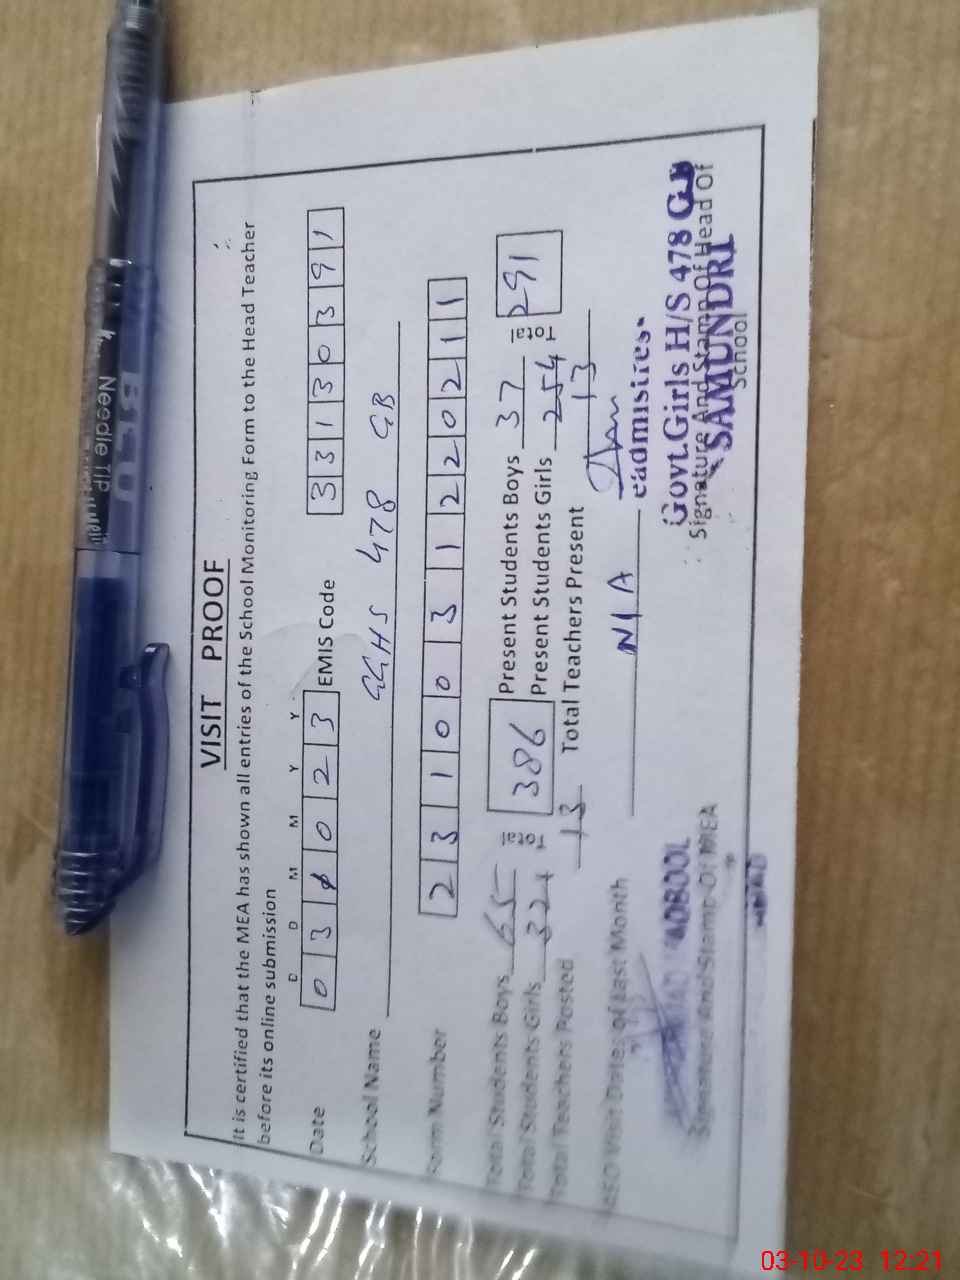 VISIT PROOF
It is certified that the MEA has shown all entries of the School Monitoring Form to the Head Teacher
before its online submission
D D M M Y Y
Date 0 3 1 0 2 3 EMIS Code 3 3 1 3 0 3 9 1
School Name GGHS 478 GB
Form Number 2 3 1 0 0 3 1 2 2 0 2 1 1
Total Students Boys 65 Total 386 Present Students Boys 37 Total 291
Total Students Girls 321 Present Students Girls 254
Total Teachers Posted 13 Total Teachers Present 13
Visit Dates of Last Month N/A
eadmistress
Govt.Girls H/S 478 GB
SAMUNDRI
Signature And Stamp Of MEA Signature And Stamp Of Head Of
School
Needle TIP
03-10-23 12:21